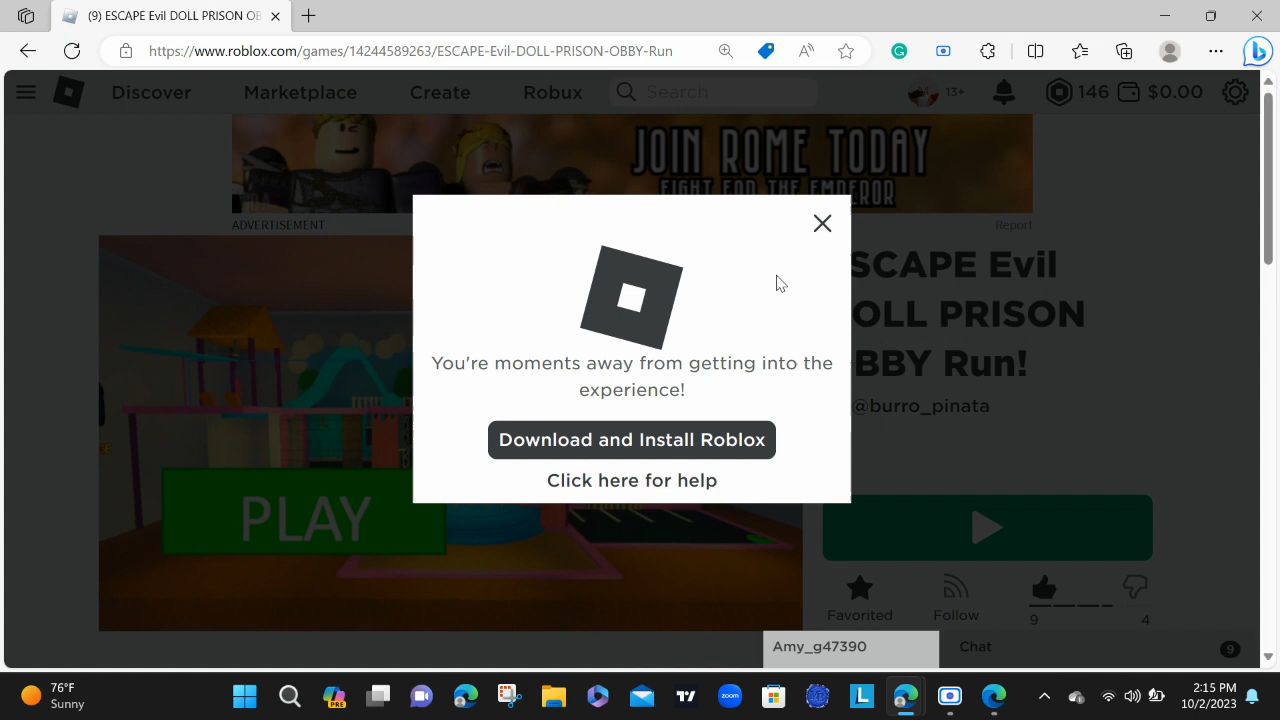 (9) ESCAPE Evil DOLL PRISON OB
https://www.roblox.com/games/14244589263/ESCAPE-Evil-DOLL-PRISON-OBBY-Run
Discover
Marketplace
Create
Robux
Search
13+
146
$0.00
JOIN ROME TODAY
FIGHT FOR THE EMPEROR
ADVERTISEMENT
Report
You're moments away from getting into the
experience!
Download and Install Roblox
Click here for help
PLAY
SCAPE Evil
OLL PRISON
BBY Run!
@burro_pinata
Favorited
Follow
9
4
Amy_g47390
Chat
9
76°F
Sunny
PRE
zoom
L
2:15 PM
10/2/2023